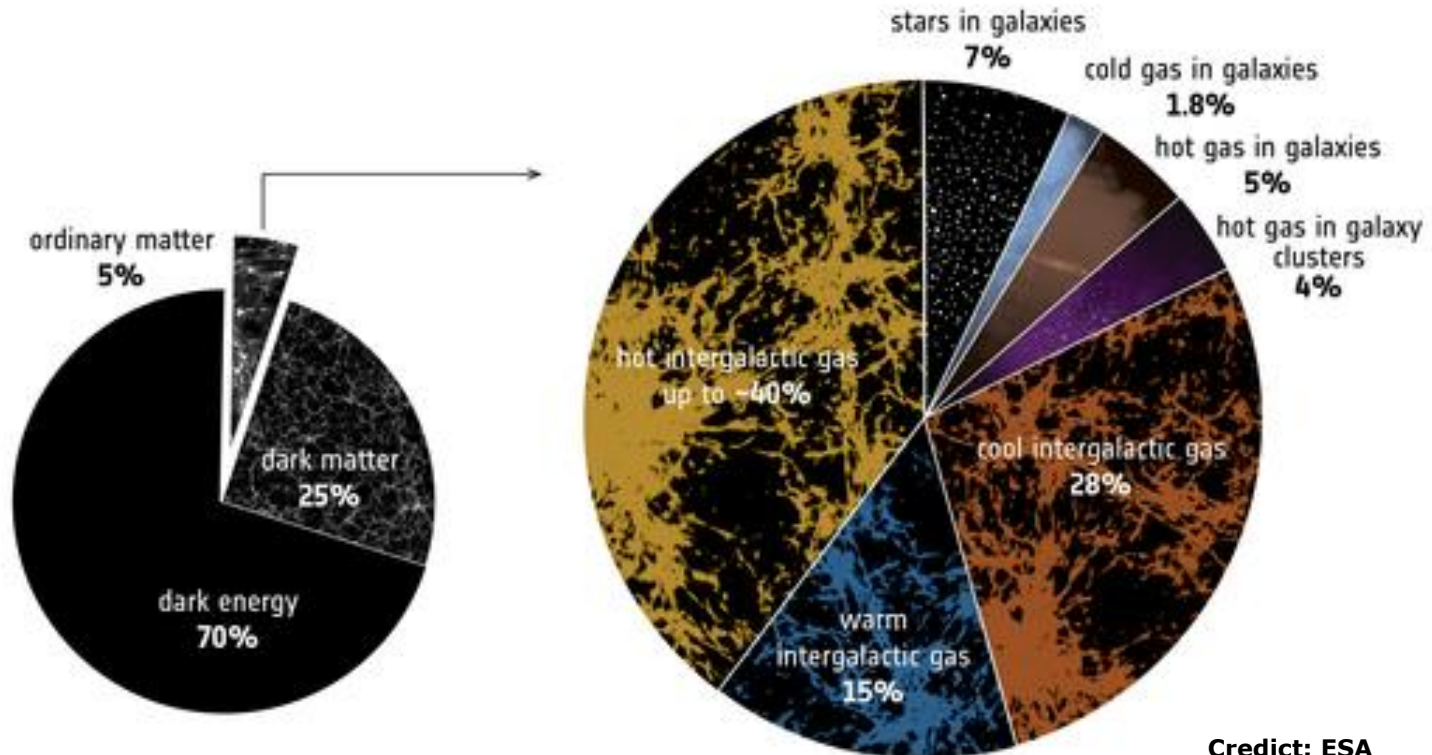 stars in galaxies
7%
cold gas in galaxies
1.8%
hot gas in galaxies
5%
hot gas in galaxy
clusters
4%
ordinary matter
5%
dark matter
25%
dark energy
70%
hot intergalactic gas
up to ~40%
cool intergalactic gas
28%
warm
intergalactic gas
15%
Credict: ESA